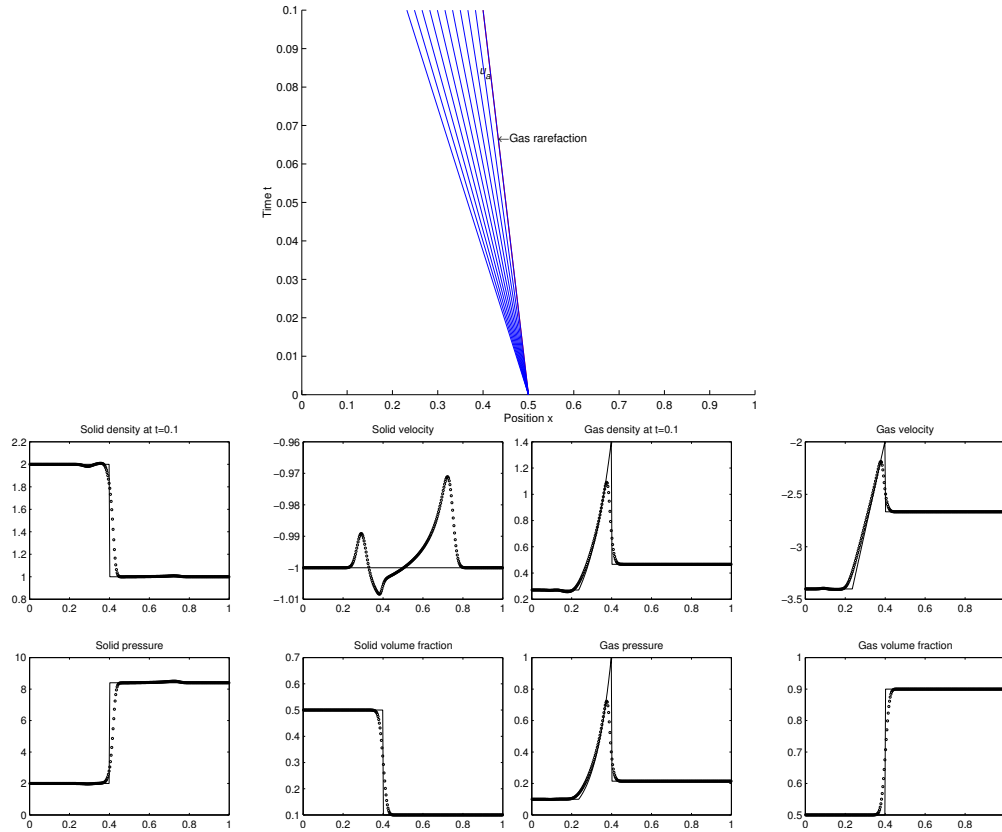 0.1
0.09
0.08
0.07
0.06
0.05
0.04
0.03
0.02
0.01
0
Time t
u_a
Gas rarefaction
0 0.1 0.2 0.3 0.4 0.5 0.6 0.7 0.8 0.9 1
Position x
Solid density at t=0.1
2.2
2
1.8
1.6
1.4
1.2
1
0.8
0 0.2 0.4 0.6 0.8 1
Solid velocity
−0.96
−0.97
−0.98
−0.99
−1
−1.01
0 0.2 0.4 0.6 0.8 1
Gas density at t=0.1
1.4
1.2
1
0.8
0.6
0.4
0.2
0 0.2 0.4 0.6 0.8 1
Gas velocity
−2
−2.5
−3
−3.5
0 0.2 0.4 0.6 0.8
Solid pressure
10
8
6
4
2
0
0 0.2 0.4 0.6 0.8 1
Solid volume fraction
0.7
0.6
0.5
0.4
0.3
0.2
0.1
0 0.2 0.4 0.6 0.8 1
Gas pressure
1
0.8
0.6
0.4
0.2
0
0 0.2 0.4 0.6 0.8 1
Gas volume fraction
1
0.9
0.8
0.7
0.6
0.5
0 0.2 0.4 0.6 0.8